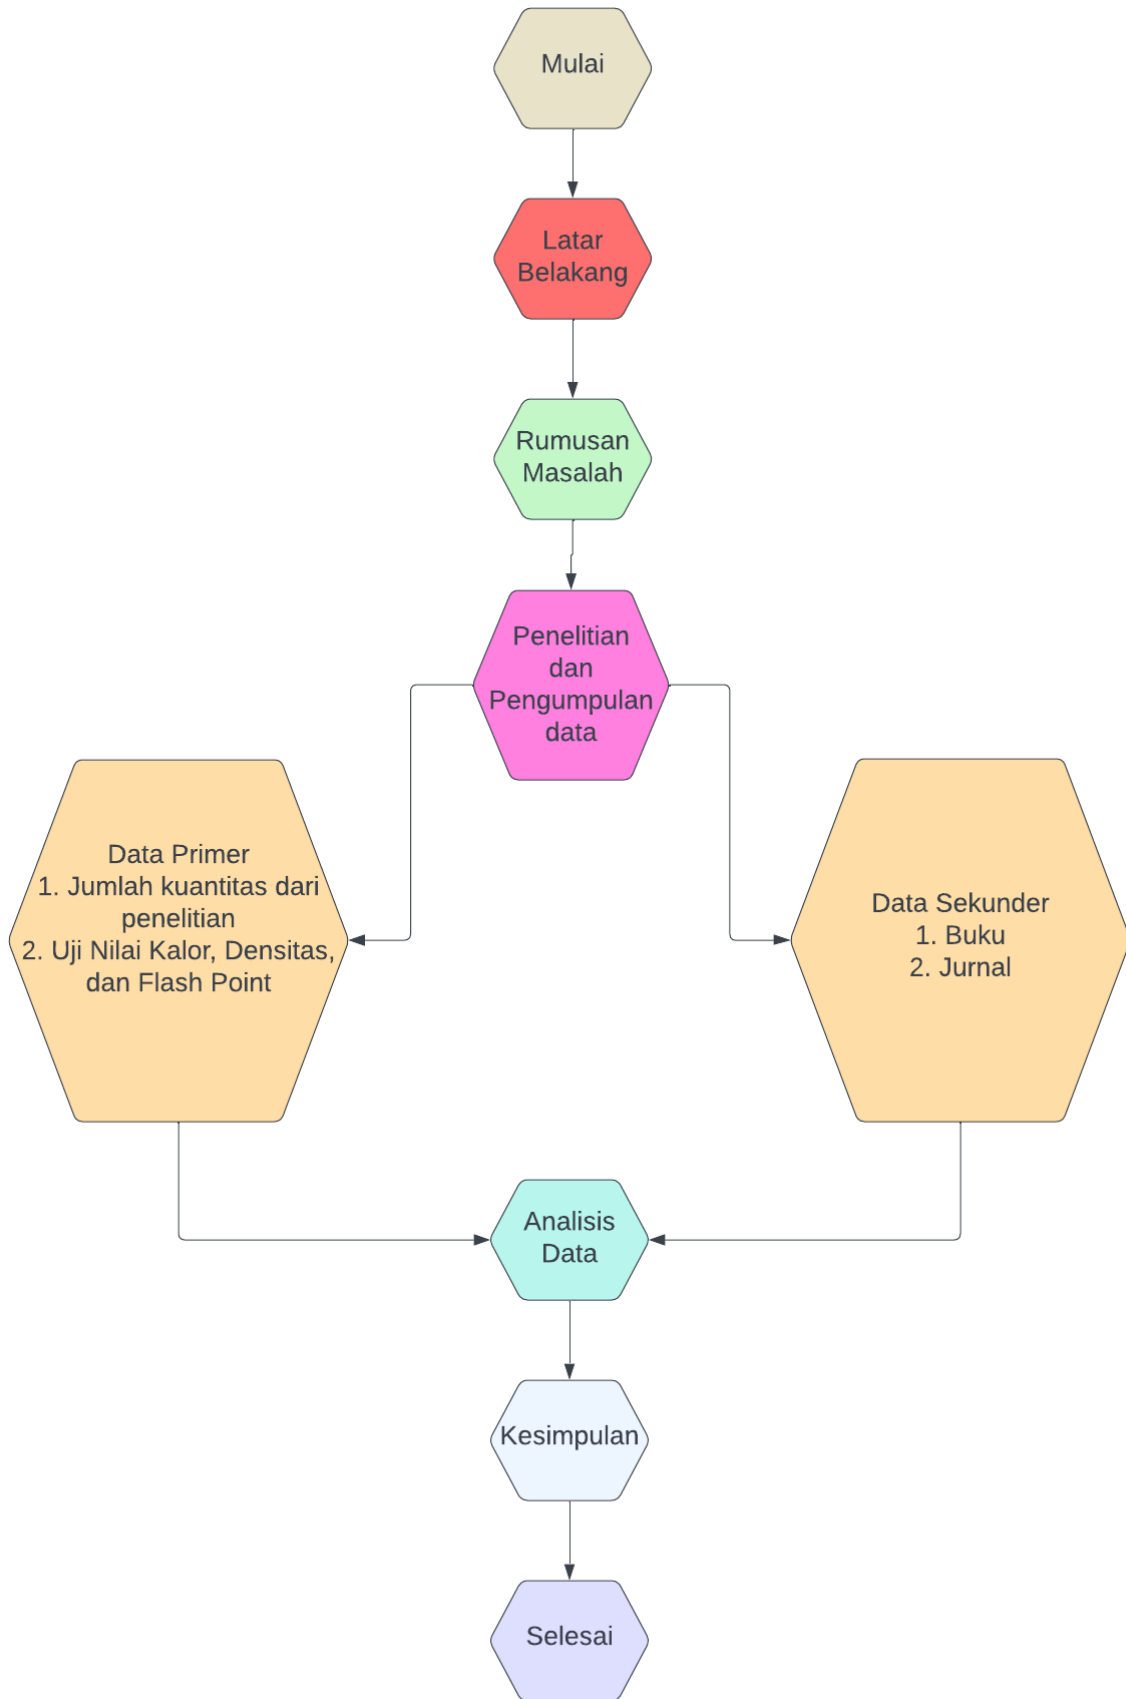 Mulai
Latar
Belakang
Rumusan
Masalah
Penelitian
dan
Pengumpulan
data
Data Primer
1. Jumlah kuantitas dari
penelitian
2. Uji Nilai Kalor, Densitas,
dan Flash Point
Data Sekunder
1. Buku
2. Jurnal
Analisis
Data
Kesimpulan
Selesai